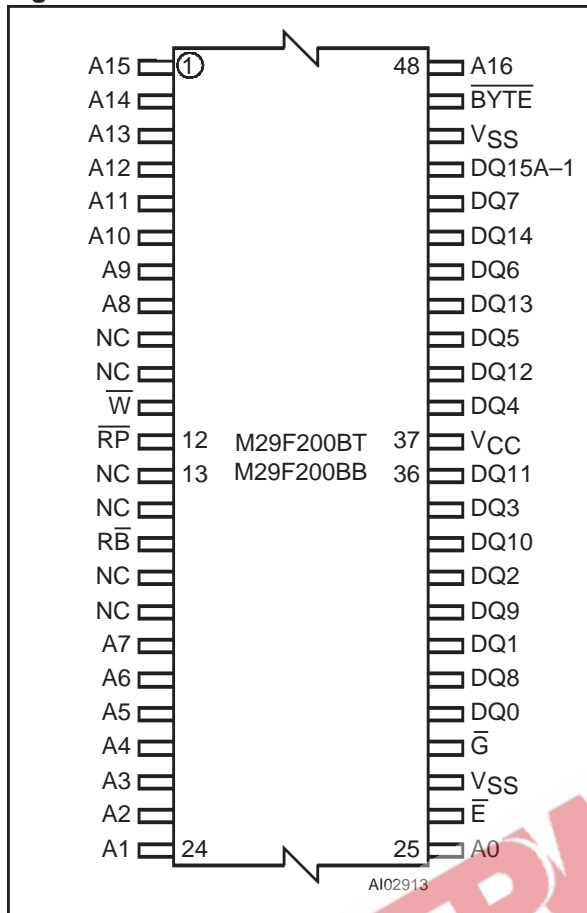 A15 1 48 A16
A14 B̅Y̅T̅E̅
A13 VSS
A12 DQ15A–1
A11 DQ7
A10 DQ14
A9 DQ6
A8 DQ13
NC DQ5
NC DQ12
W̅ DQ4
R̅P̅ 12 M29F200BT 37 VCC
NC 13 M29F200BB 36 DQ11
NC DQ3
RB̅ DQ10
NC DQ2
NC DQ9
A7 DQ1
A6 DQ8
A5 DQ0
A4 G̅
A3 VSS
A2 E̅
A1 24 25 A0
AI02913